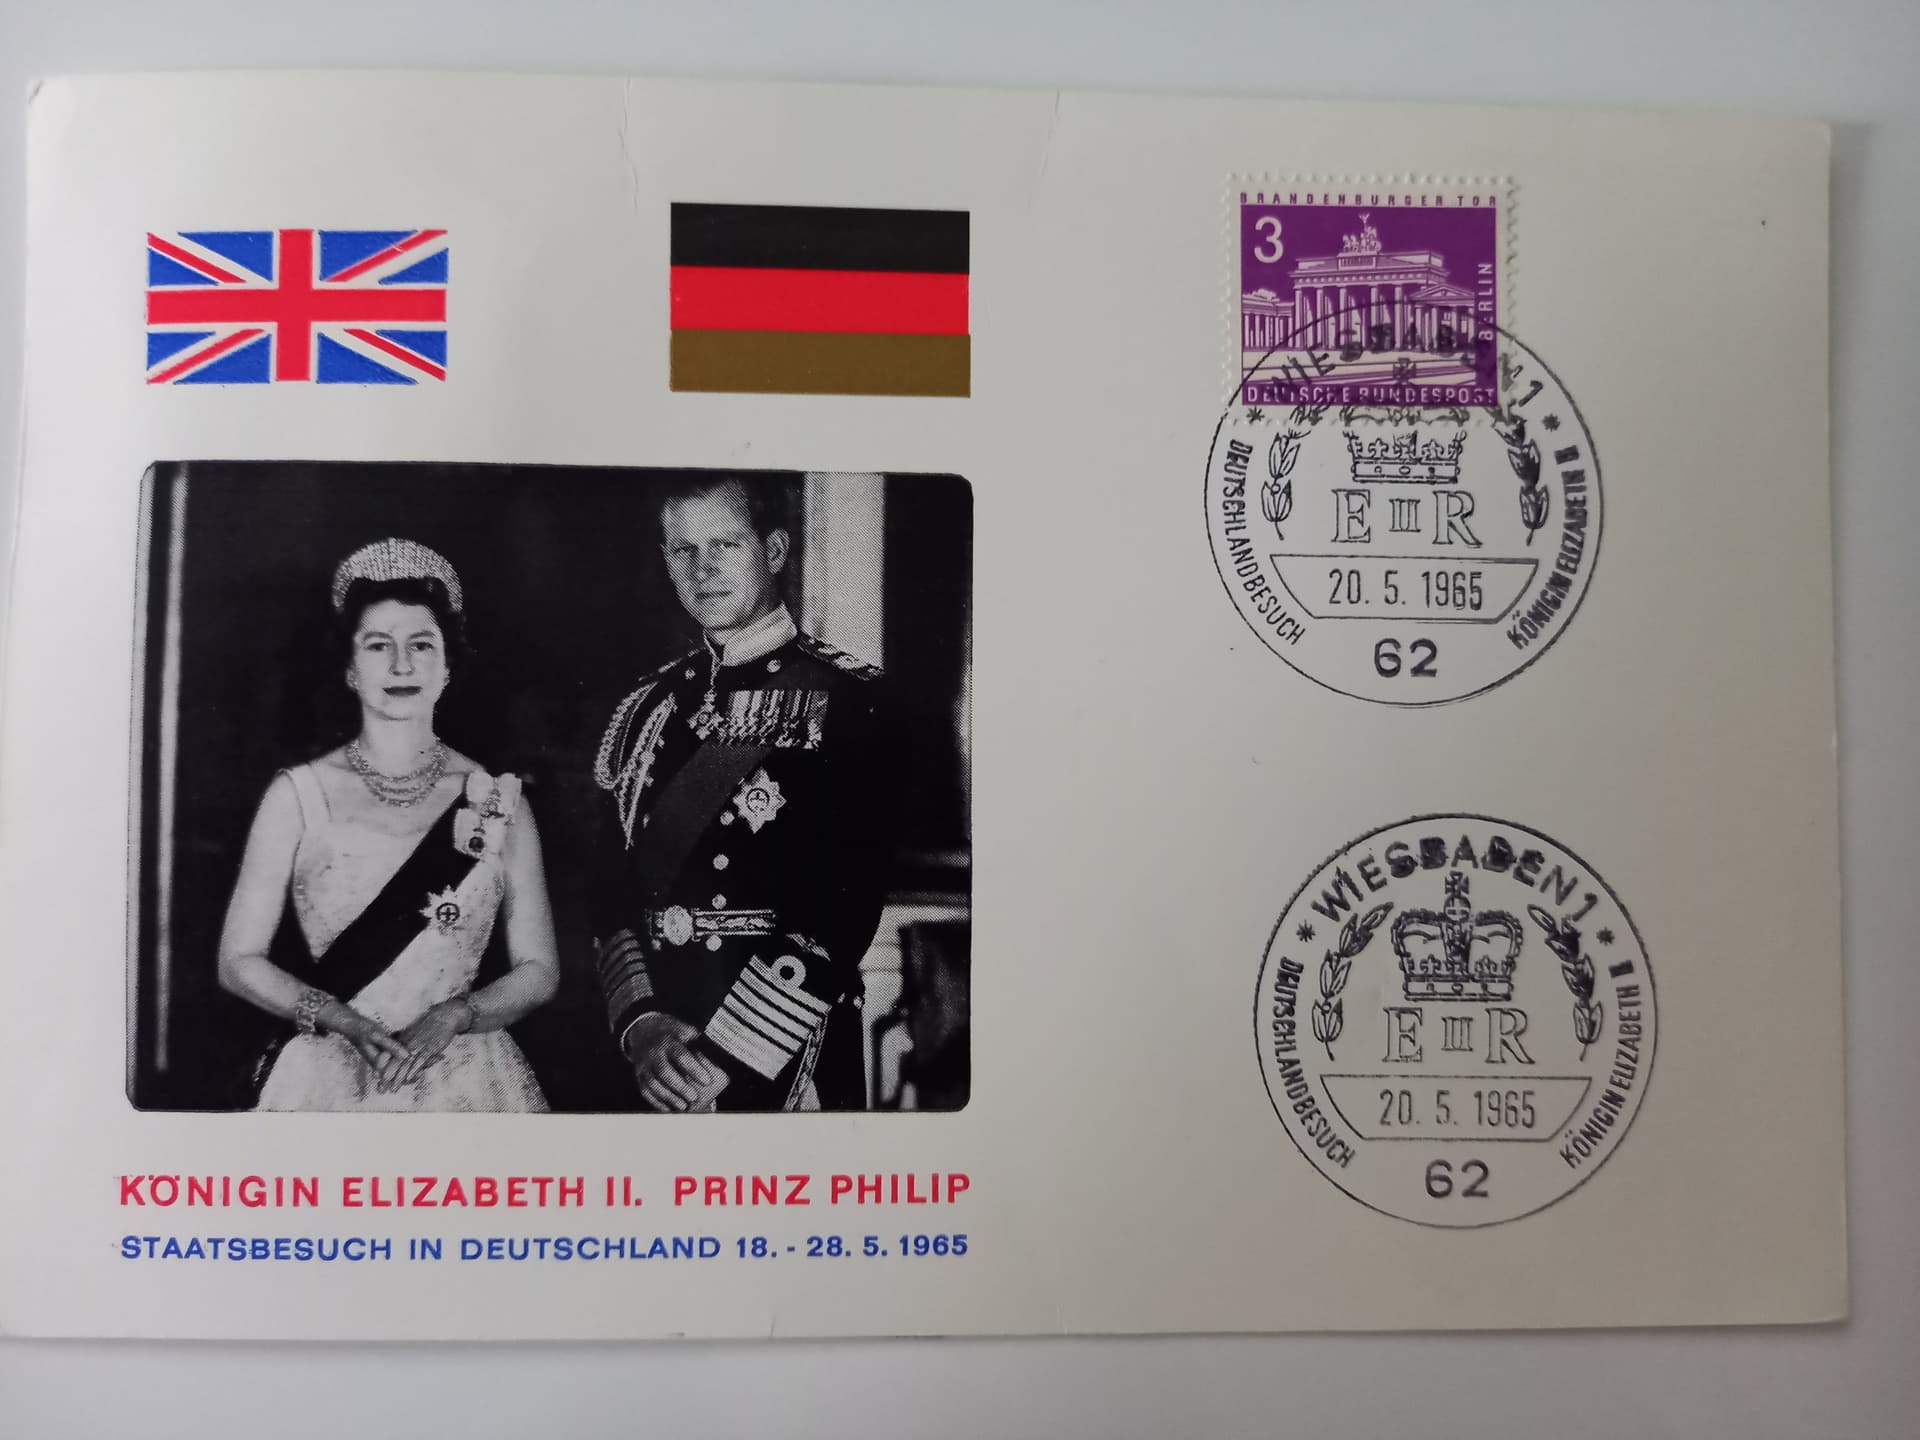 BRANDENBURGER TOR
3
BERLIN
DEUTSCHE BUNDESPOST
* WIESBADEN 1 *
E II R
20. 5. 1965
62
DEUTSCHLANDBESUCH
KÖNIGIN ELIZABETH II
* WIESBADEN 1 *
E II R
20. 5. 1965
62
DEUTSCHLANDBESUCH
KÖNIGIN ELIZABETH II
KÖNIGIN ELIZABETH II. PRINZ PHILIP
STAATSBESUCH IN DEUTSCHLAND 18. - 28. 5. 1965